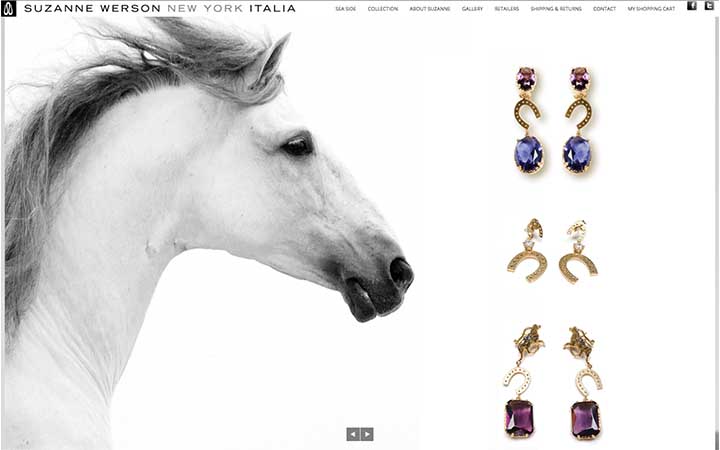 SUZANNE WERSON NEW YORK ITALIA
SEA SIDE COLLECTION ABOUT SUZANNE GALLERY RETAILERS SHIPPING & RETURNS CONTACT MY SHOPPING CART f t